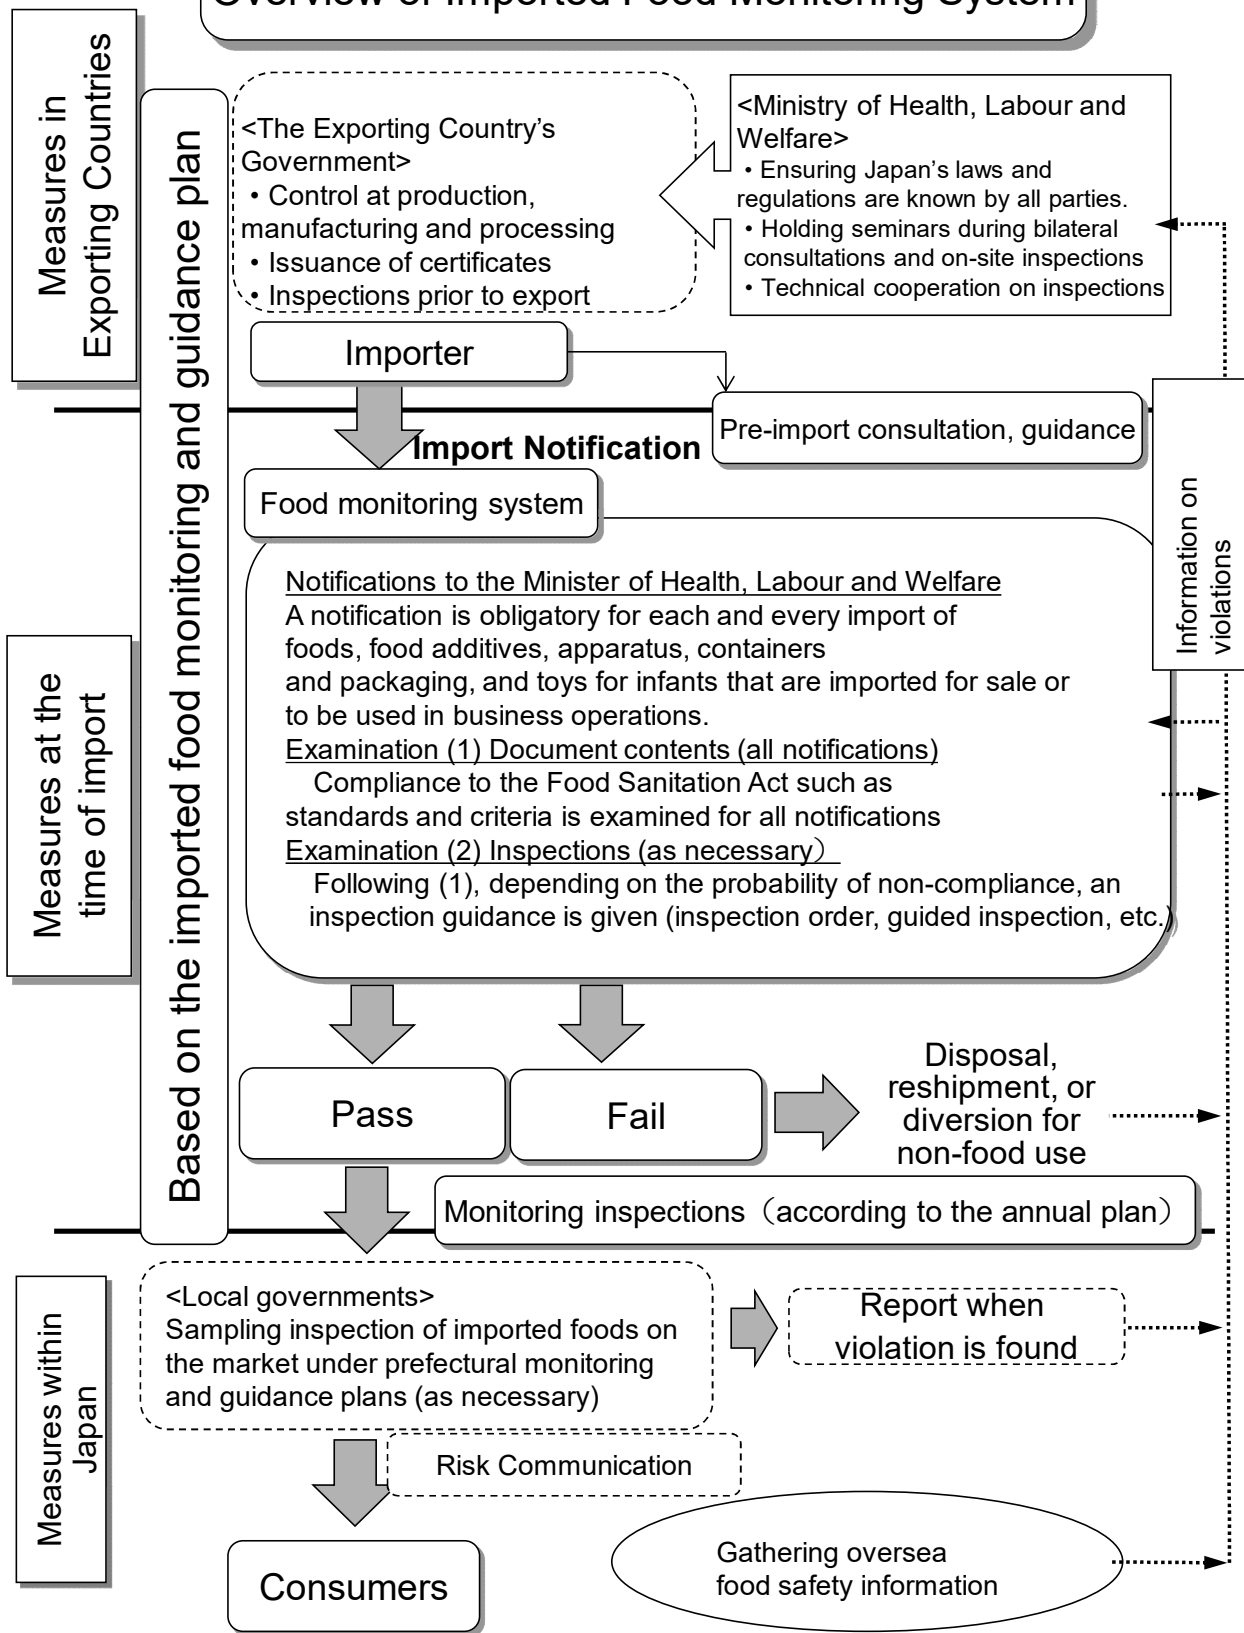 Overview of Imported Food Monitoring System
Measures in
Exporting Countries
Based on the imported food monitoring and guidance plan
<The Exporting Country’s
Government>
・Control at production,
manufacturing and processing
・Issuance of certificates
・Inspections prior to export
<Ministry of Health, Labour and
Welfare>
・Ensuring Japan’s laws and
regulations are known by all parties.
・Holding seminars during bilateral
consultations and on-site inspections
・Technical cooperation on inspections
Importer
Pre-import consultation, guidance
Import Notification
Food monitoring system
Information on
violations
Measures at the
time of import
Notifications to the Minister of Health, Labour and Welfare
A notification is obligatory for each and every import of
foods, food additives, apparatus, containers
and packaging, and toys for infants that are imported for sale or
to be used in business operations.
Examination (1) Document contents (all notifications)
Compliance to the Food Sanitation Act such as
standards and criteria is examined for all notifications
Examination (2) Inspections (as necessary）
Following (1), depending on the probability of non-compliance, an
inspection guidance is given (inspection order, guided inspection, etc.)
Pass
Fail
Disposal,
reshipment, or
diversion for
non-food use
Monitoring inspections（according to the annual plan）
Measures within
Japan
<Local governments>
Sampling inspection of imported foods on
the market under prefectural monitoring
and guidance plans (as necessary)
Report when
violation is found
Risk Communication
Consumers
Gathering oversea
food safety information